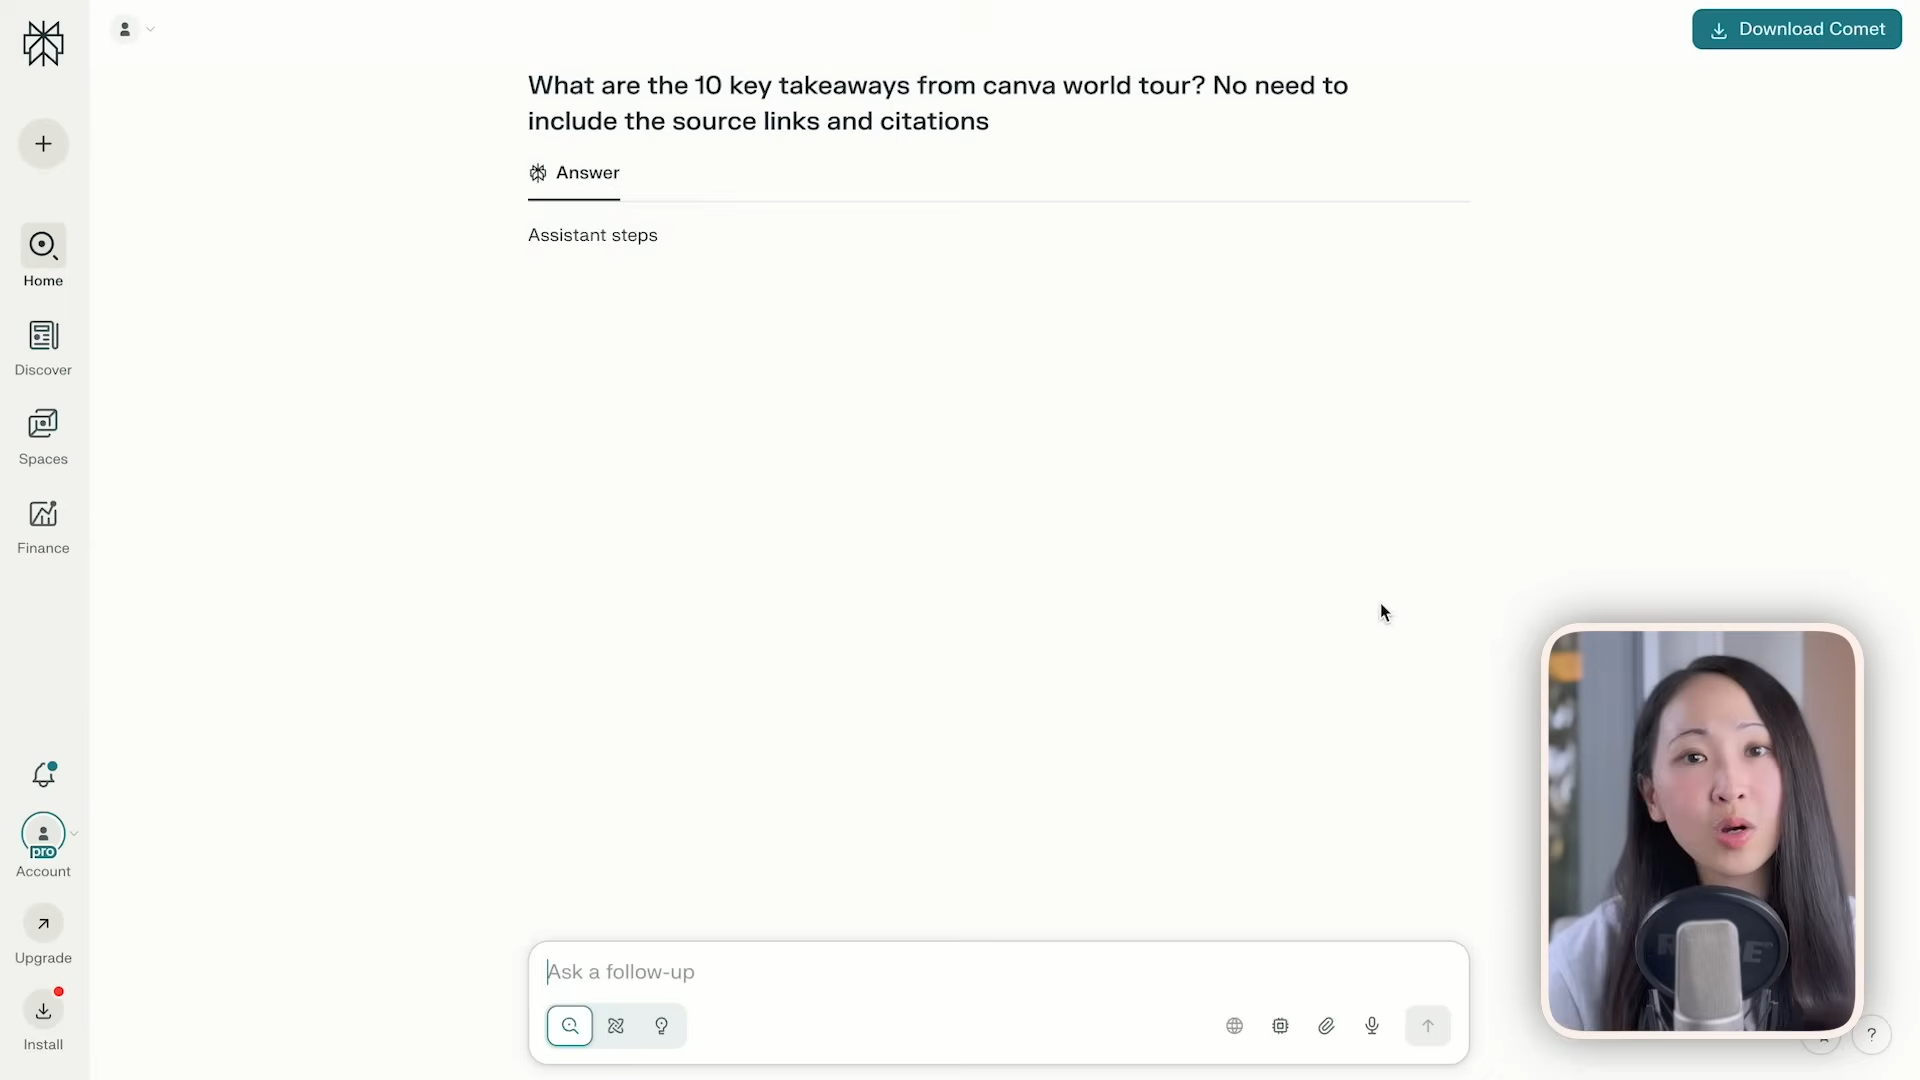 Download Comet
What are the 10 key takeaways from canva world tour? No need to
include the source links and citations
Answer
Assistant steps
Home
Discover
Spaces
Finance
pro
Account
Upgrade
Install
Ask a follow-up
?